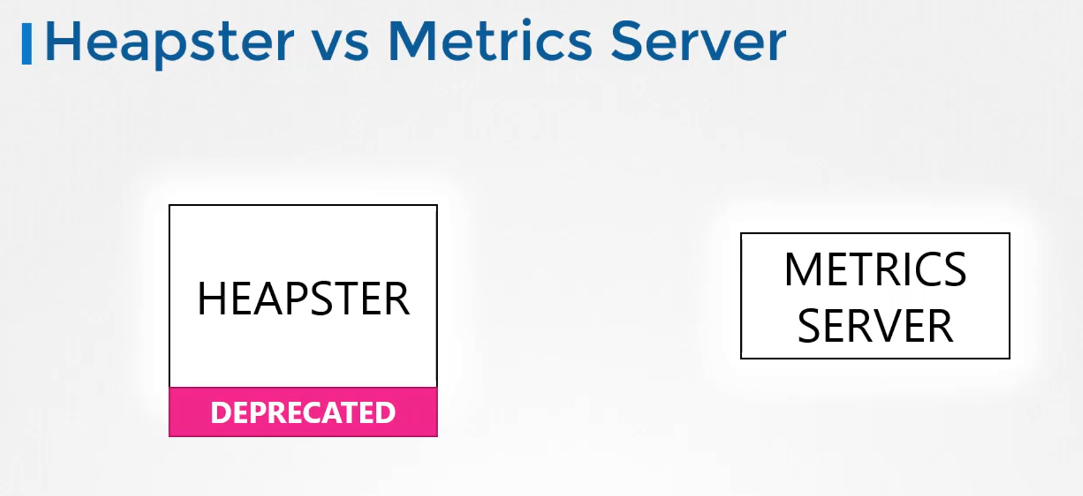 Heapster vs Metrics Server
HEAPSTER
DEPRECATED
METRICS
SERVER